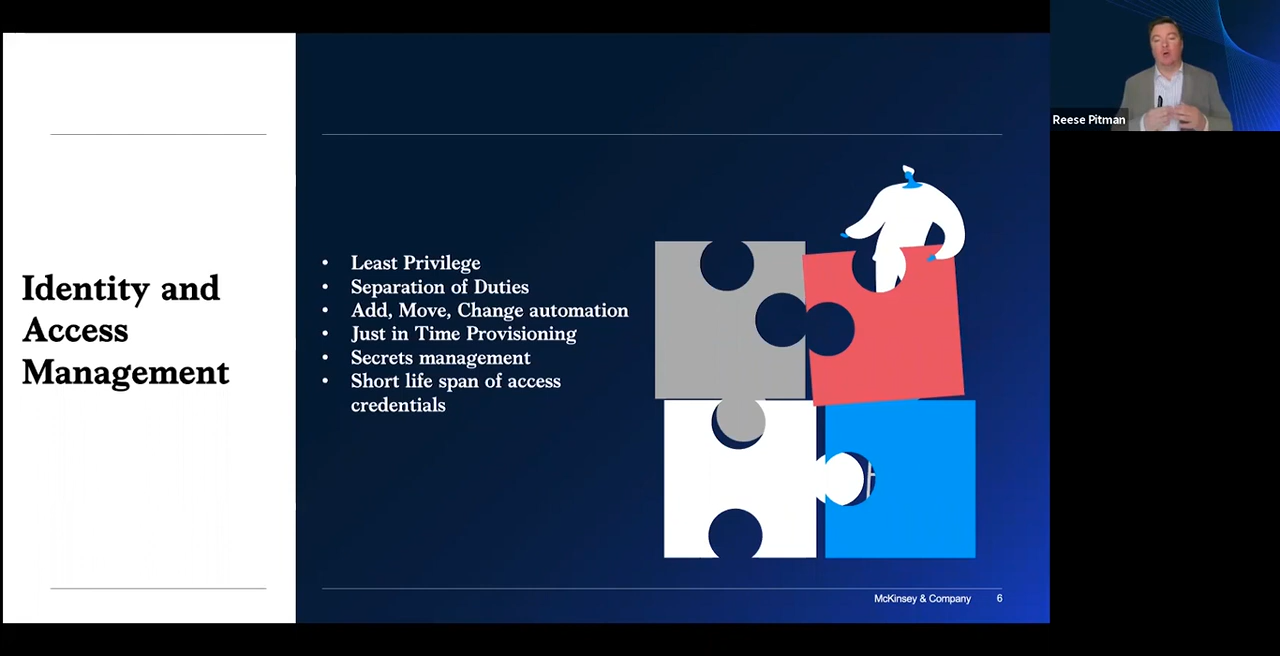 Identity and
Access
Management
• Least Privilege
• Separation of Duties
• Add, Move, Change automation
• Just in Time Provisioning
• Secrets management
• Short life span of access
credentials
McKinsey & Company 6
Reese Pitman